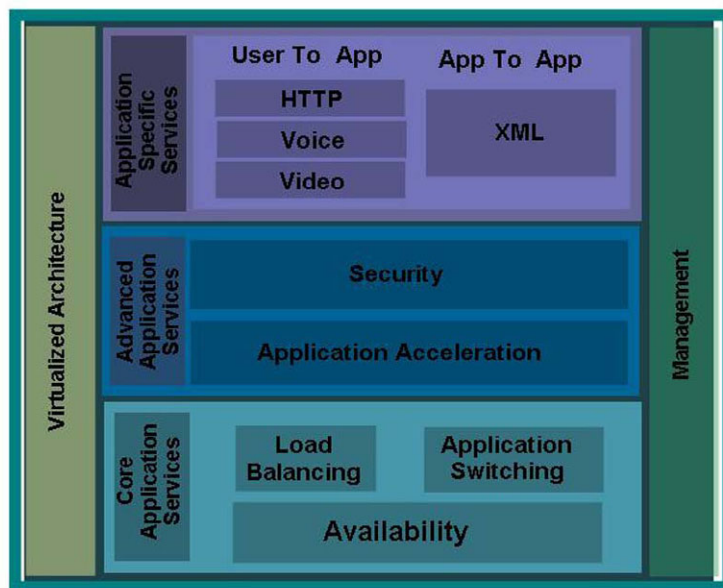 Virtualized Architecture
Application
Specific
Services
User To App
HTTP
Voice
Video
App To App
XML
Advanced
Application
Services
Security
Application Acceleration
Core
Application
Services
Load
Balancing
Application
Switching
Availability
Management